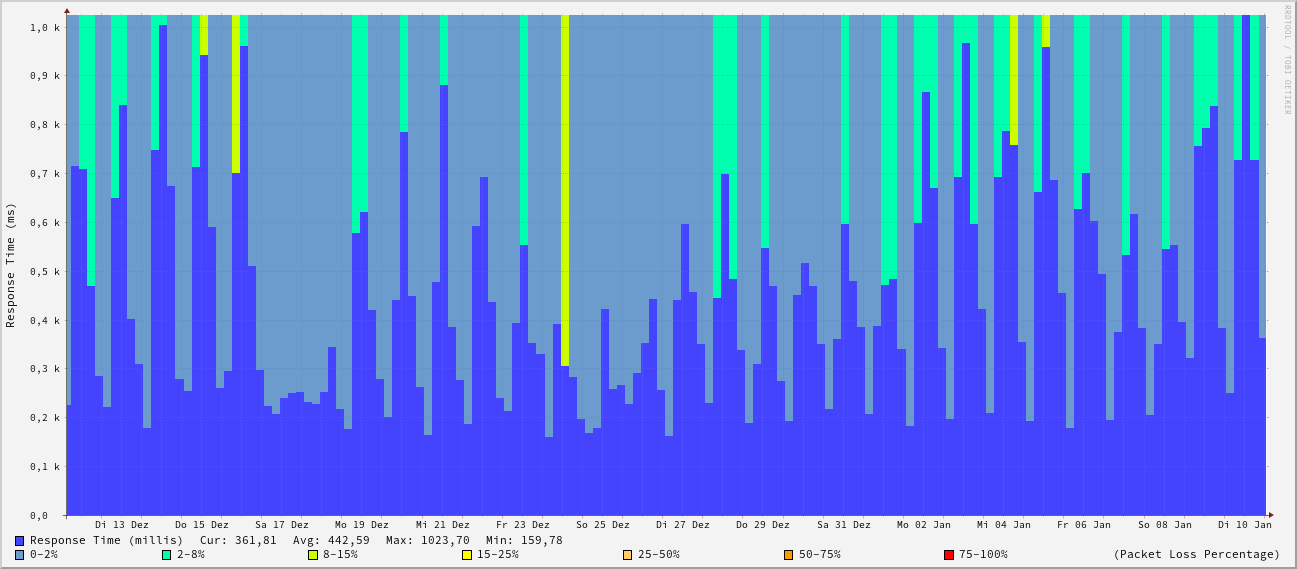 RRDTOOL / TOBI OETIKER
Response Time (ms)
1,0 k
0,9 k
0,8 k
0,7 k
0,6 k
0,5 k
0,4 k
0,3 k
0,2 k
0,1 k
0,0
Di 13 Dez Do 15 Dez Sa 17 Dez Mo 19 Dez Mi 21 Dez Fr 23 Dez So 25 Dez Di 27 Dez Do 29 Dez Sa 31 Dez Mo 02 Jan Mi 04 Jan Fr 06 Jan So 08 Jan Di 10 Jan
Response Time (millis) Cur: 361,81 Avg: 442,59 Max: 1023,70 Min: 159,78
0-2% 2-8% 8-15% 15-25% 25-50% 50-75% 75-100% (Packet Loss Percentage)